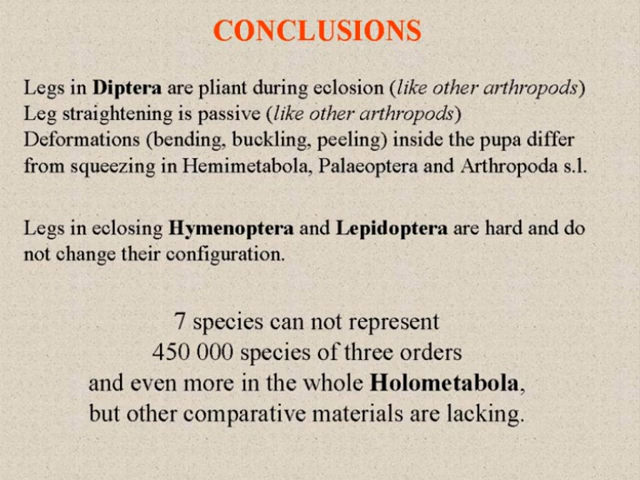 CONCLUSIONS
Legs in Diptera are pliant during eclosion (like other arthropods)
Leg straightening is passive (like other arthropods)
Deformations (bending, buckling, peeling) inside the pupa differ
from squeezing in Hemimetabola, Palaeoptera and Arthropoda s.l.
Legs in eclosing Hymenoptera and Lepidoptera are hard and do
not change their configuration.
7 species can not represent
450 000 species of three orders
and even more in the whole Holometabola,
but other comparative materials are lacking.